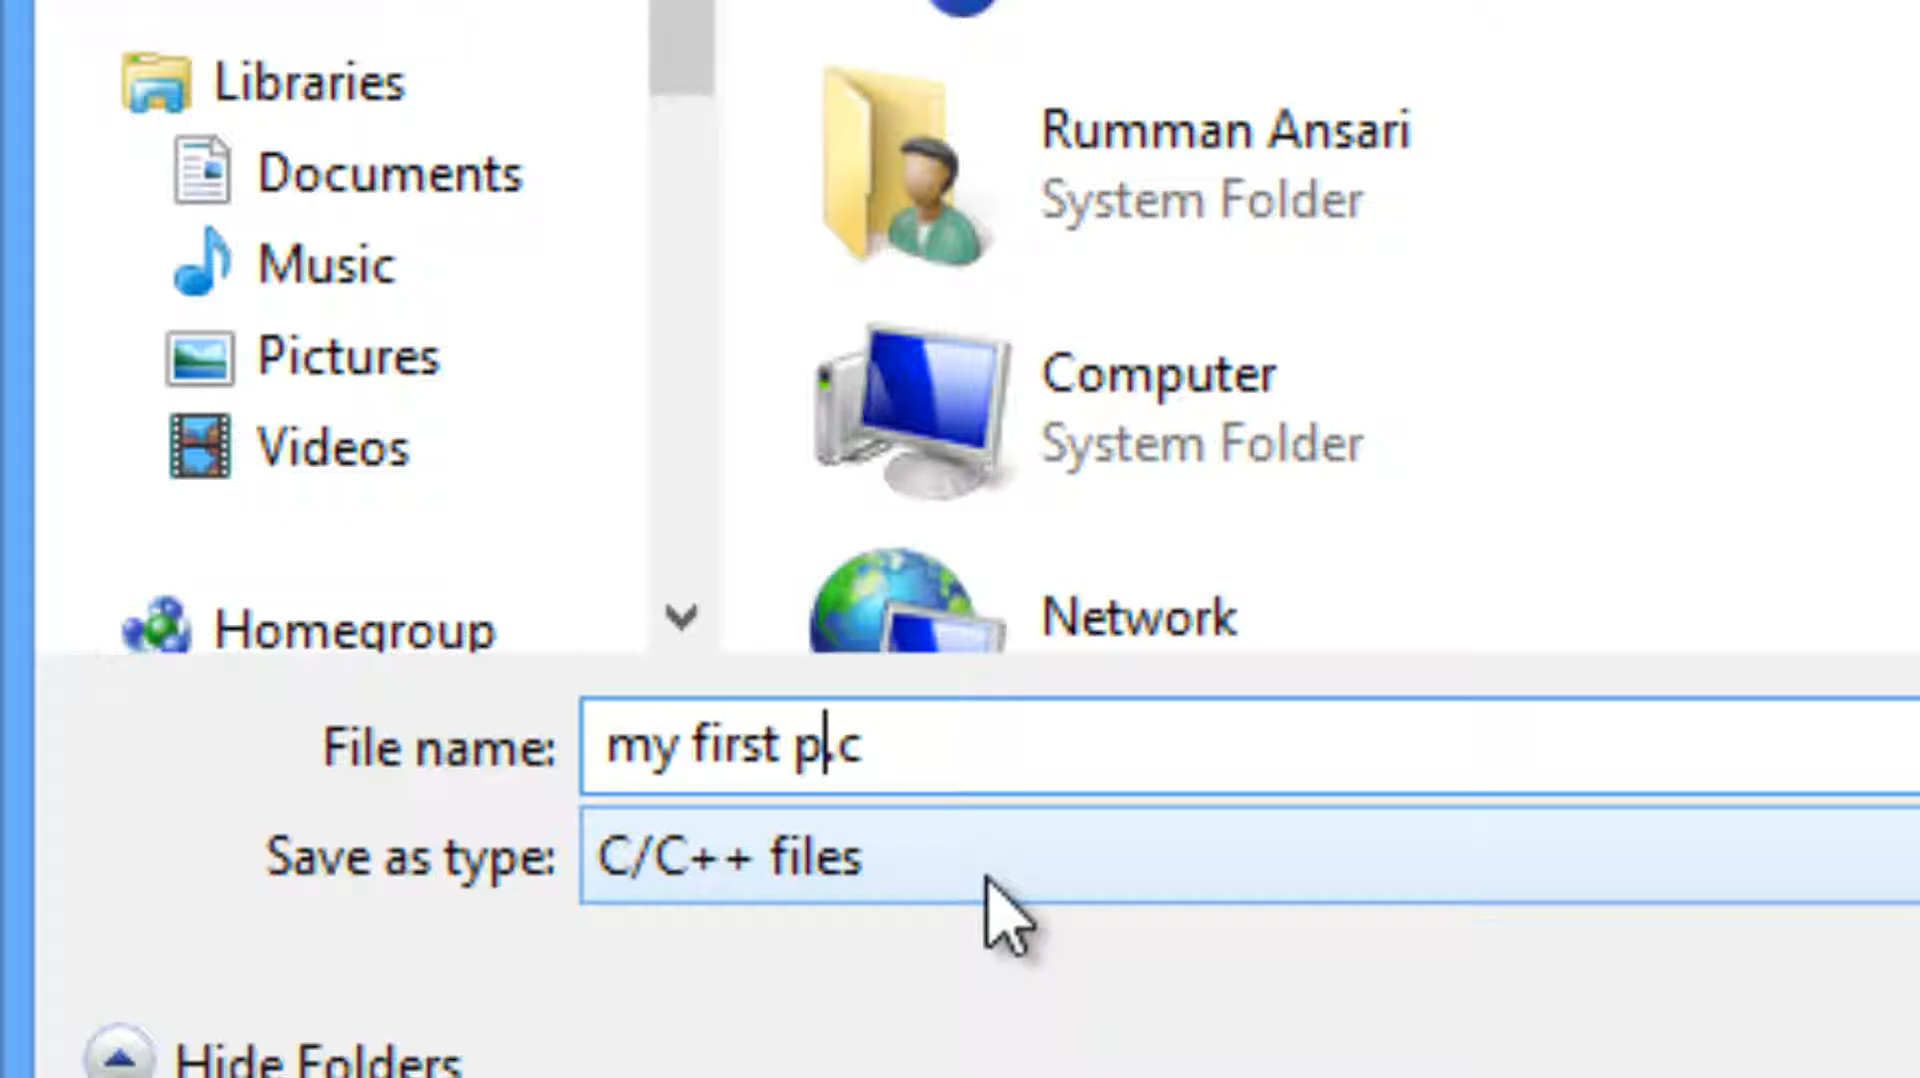 Libraries
Documents
Music
Pictures
Videos
Homegroup
Rumman Ansari
System Folder
Computer
System Folder
Network
File name: my first p.c
Save as type: C/C++ files
Hide Folders